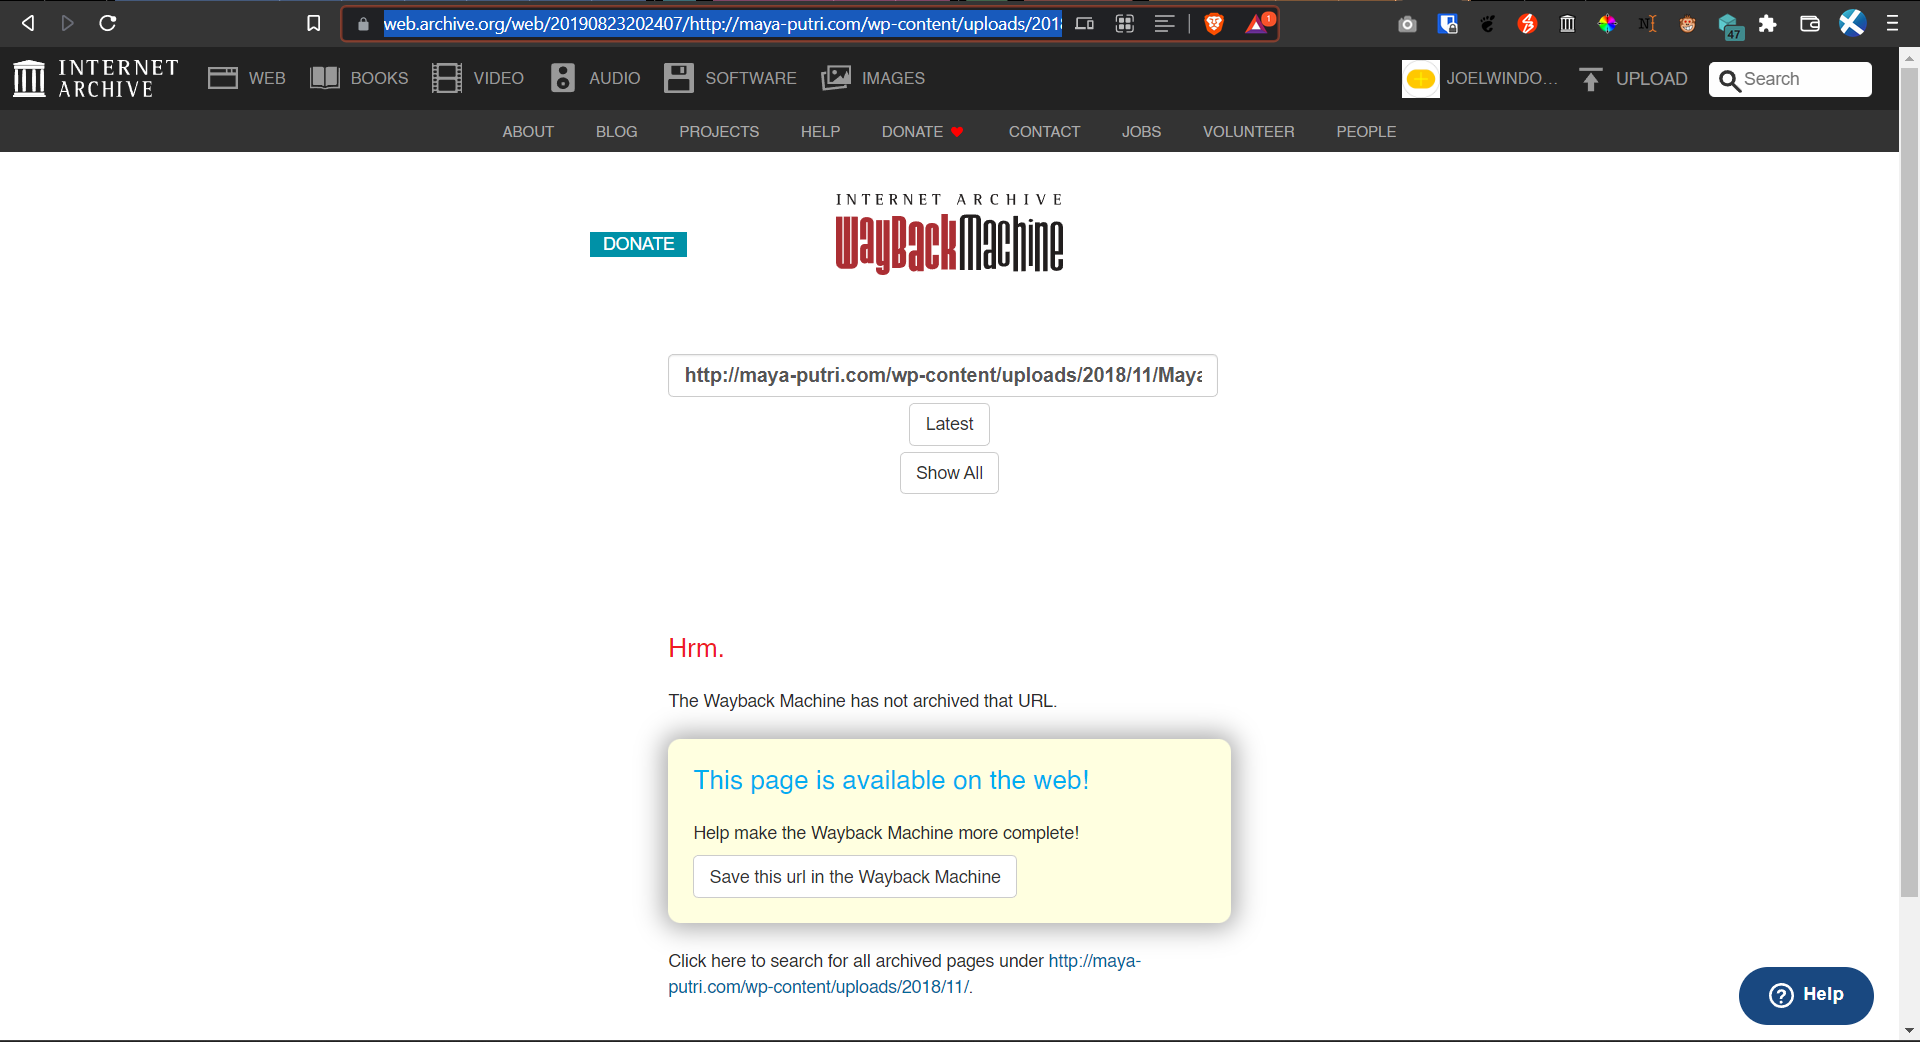 web.archive.org/web/20190823202407/http://maya-putri.com/wp-content/uploads/201
1
47
INTERNET ARCHIVE
WEB
BOOKS
VIDEO
AUDIO
SOFTWARE
IMAGES
JOELWINDO...
UPLOAD
Search
ABOUT
BLOG
PROJECTS
HELP
DONATE
CONTACT
JOBS
VOLUNTEER
PEOPLE
INTERNET ARCHIVE
WayBackMachine
DONATE
http://maya-putri.com/wp-content/uploads/2018/11/Maya
Latest
Show All
Hrm.
The Wayback Machine has not archived that URL.
This page is available on the web!
Help make the Wayback Machine more complete!
Save this url in the Wayback Machine
Click here to search for all archived pages under http://maya-
putri.com/wp-content/uploads/2018/11/.
Help